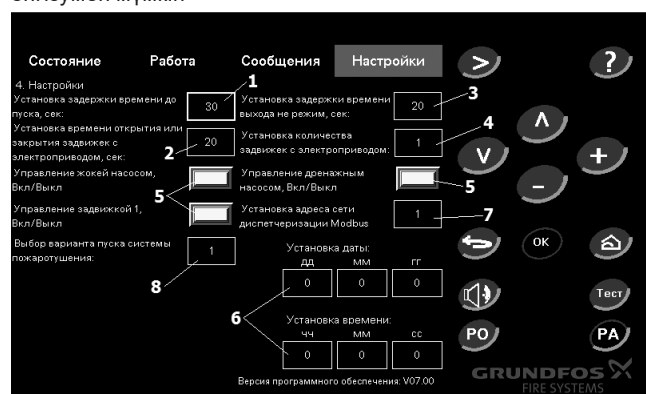 Состояние Работа Сообщения Настройки > ?
4. Настройки 1
Установка задержки времени до
пуска, сек:
30
Установка задержки времени
выхода не режим, сек:
20
3
Установка времени открытия или
закрытия задвижек с
электроприводом, сек:
2
20
Установка количества
задвижек с электроприводом:
1
4
Управление жокей насосом,
Вкл/Выкл
5
Управление дренажным
насосом, Вкл/Выкл
5
Управление задвижкой 1,
Вкл/Выкл
Установка адреса сети
диспетчеризации Modbus
1
7
Выбор варианта пуска системы
пожаротушения:
1
8
Установка даты:
дд мм гг
0 0 0
6
Установка времени:
чч мм сс
0 0 0
Версия программного обеспечения: V07.00
Λ
V +
−
OK
Тест
PO PA
GRUNDFOS
FIRE SYSTEMS